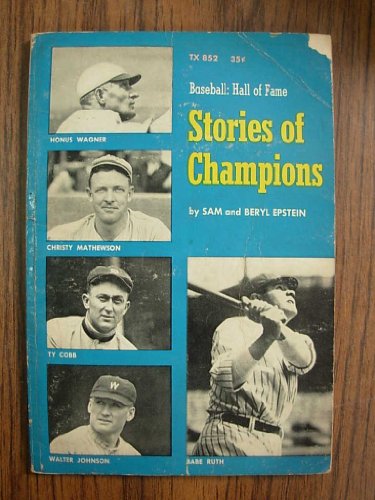 TX 852 35¢
Baseball: Hall of Fame
Stories of
Champions
by SAM and BERYL EPSTEIN
HONUS WAGNER
CHRISTY MATHEWSON
TY COBB
W
WALTER JOHNSON
BABE RUTH